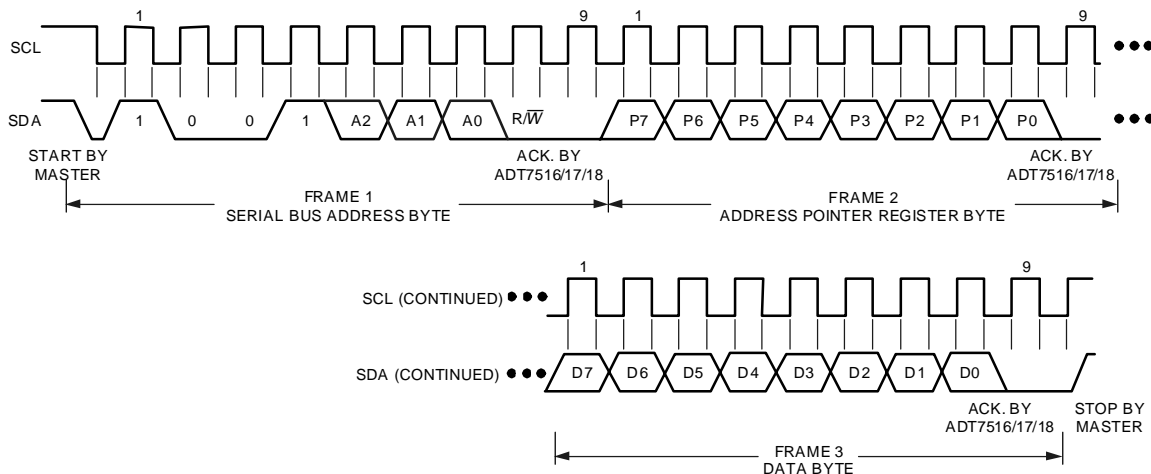 1 9 1 9
SCL
SDA 1 0 0 1 A2 A1 A0 R/W̅ P7 P6 P5 P4 P3 P2 P1 P0
START BY
MASTER
ACK. BY
ADT7516/17/18
ACK. BY
ADT7516/17/18
FRAME 1
SERIAL BUS ADDRESS BYTE
FRAME 2
ADDRESS POINTER REGISTER BYTE
1 9
SCL (CONTINUED)
SDA (CONTINUED) D7 D6 D5 D4 D3 D2 D1 D0
ACK. BY
ADT7516/17/18
STOP BY
MASTER
FRAME 3
DATA BYTE